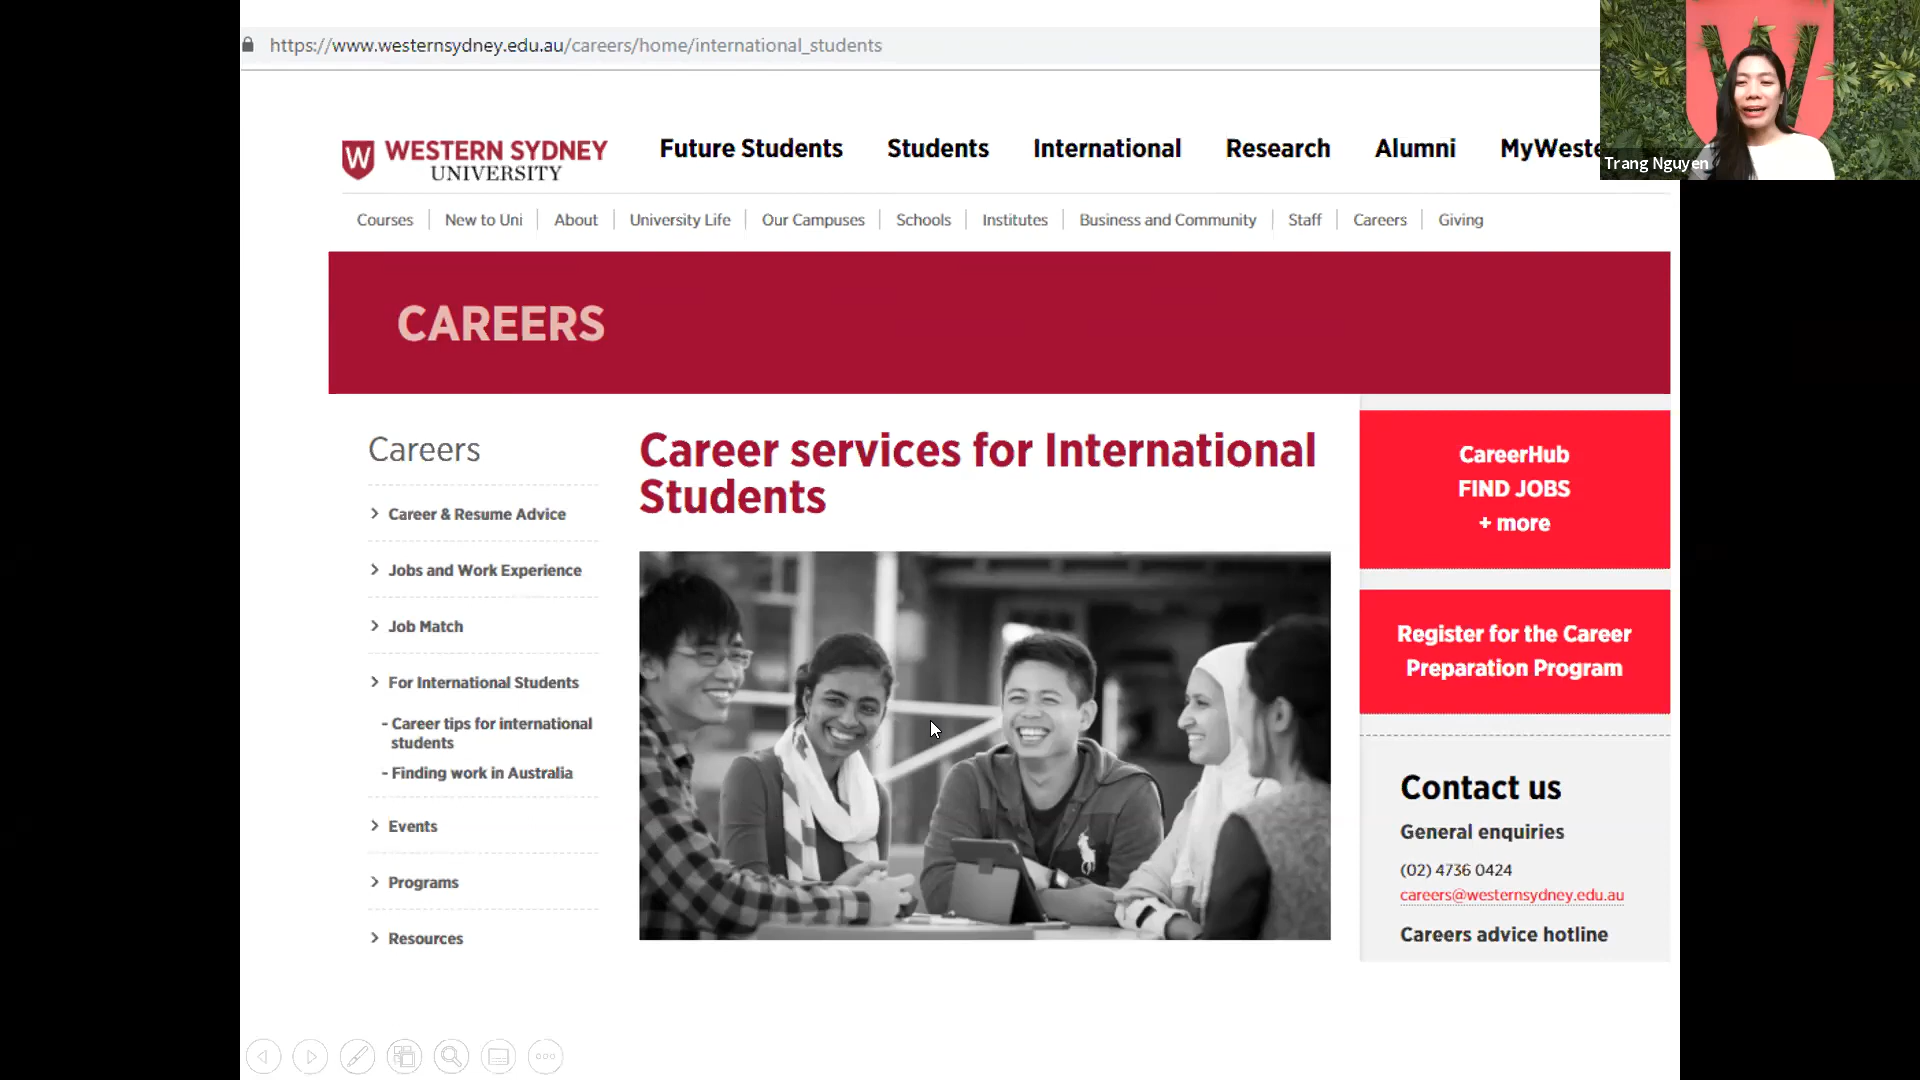 https://www.westernsydney.edu.au/careers/home/international_students
W
WESTERN SYDNEY
UNIVERSITY
Future Students
Students
International
Research
Alumni
MyWeste
Trang Nguyen
Courses
New to Uni
About
University Life
Our Campuses
Schools
Institutes
Business and Community
Staff
Careers
Giving
CAREERS
Careers
Career & Resume Advice
Jobs and Work Experience
Job Match
For International Students
- Career tips for international
students
- Finding work in Australia
Events
Programs
Resources
Career services for International
Students
CareerHub
FIND JOBS
+ more
Register for the Career
Preparation Program
Contact us
General enquiries
(02) 4736 0424
careers@westernsydney.edu.au
Careers advice hotline